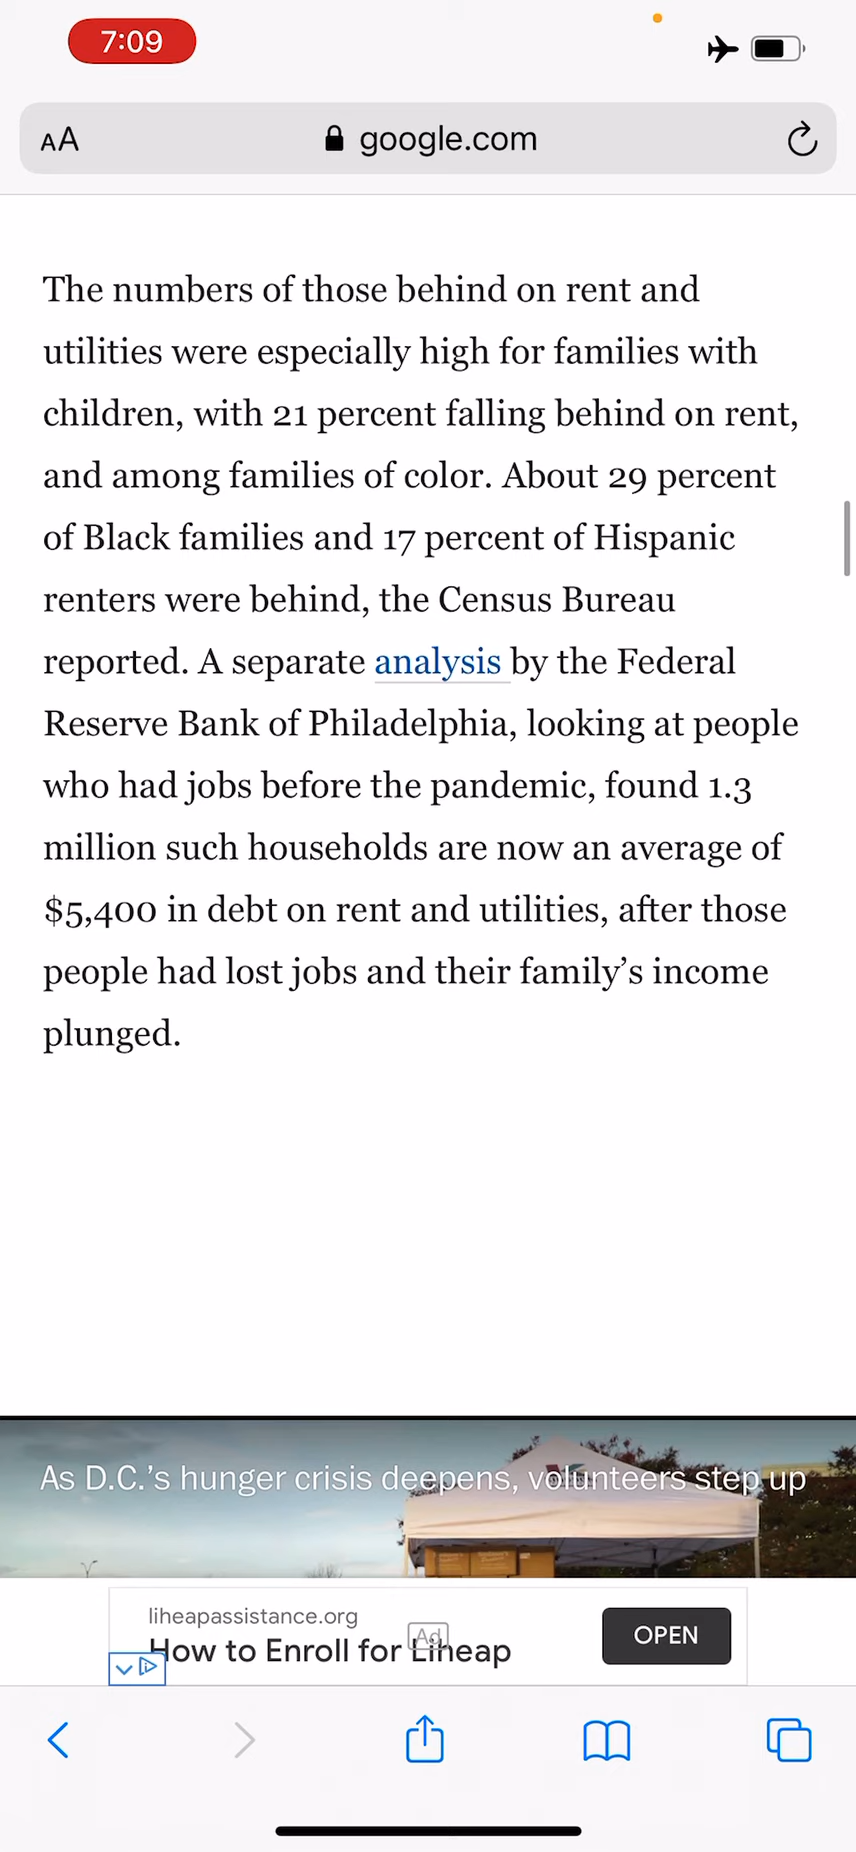 7:09
AA
google.com
The numbers of those behind on rent and
utilities were especially high for families with
children, with 21 percent falling behind on rent,
and among families of color. About 29 percent
of Black families and 17 percent of Hispanic
renters were behind, the Census Bureau
reported. A separate analysis by the Federal
Reserve Bank of Philadelphia, looking at people
who had jobs before the pandemic, found 1.3
million such households are now an average of
$5,400 in debt on rent and utilities, after those
people had lost jobs and their family’s income
plunged.
As D.C.’s hunger crisis deepens, volunteers step up
liheapassistance.org
Ad
How to Enroll for Liheap
OPEN